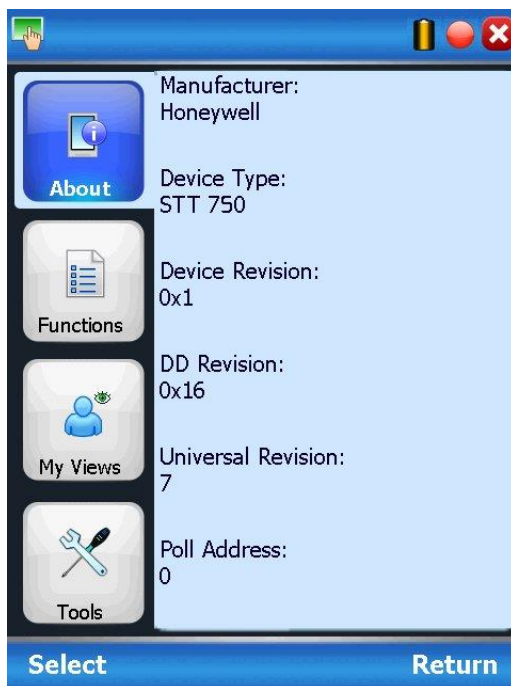 About
Functions
My Views
Tools
Manufacturer:
Honeywell
Device Type:
STT 750
Device Revision:
0x1
DD Revision:
0x16
Universal Revision:
7
Poll Address:
0
Select
Return